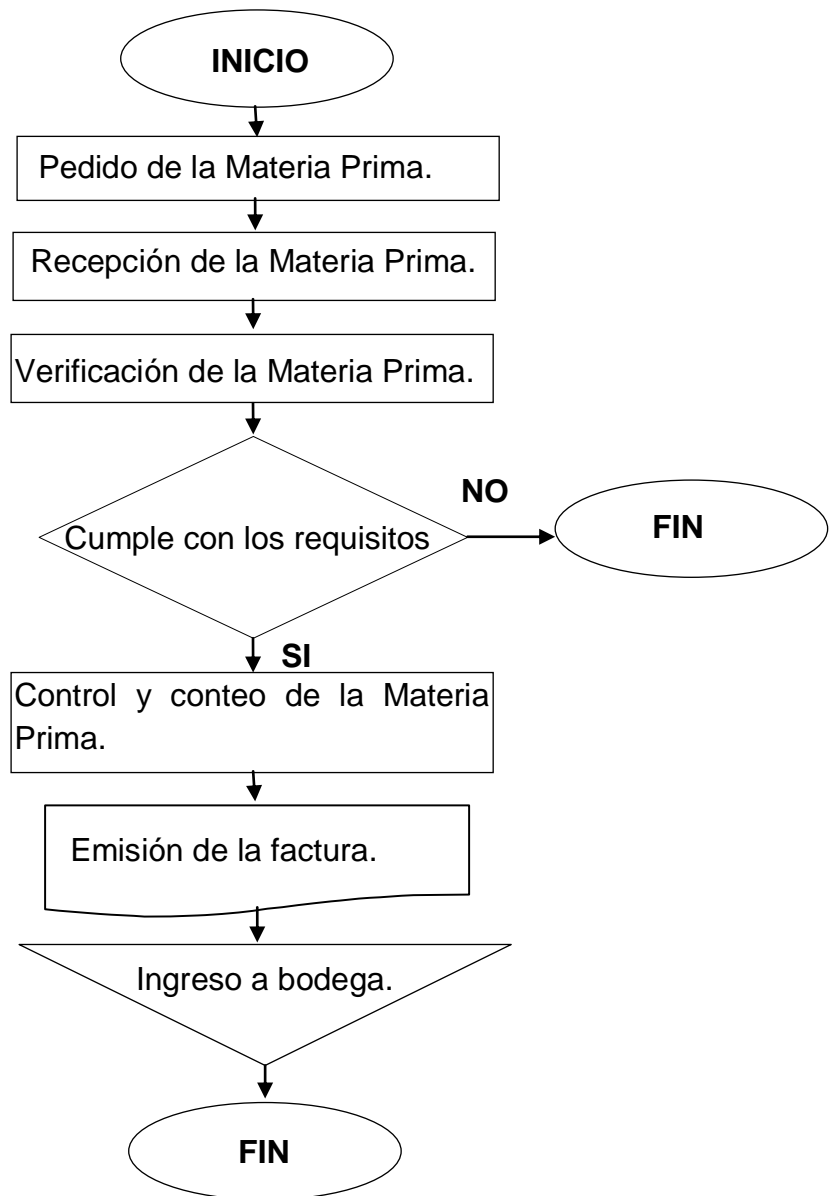 INICIO
Pedido de la Materia Prima.
Recepción de la Materia Prima.
Verificación de la Materia Prima.
NO
Cumple con los requisitos
FIN
SI
Control y conteo de la Materia
Prima.
Emisión de la factura.
Ingreso a bodega.
FIN